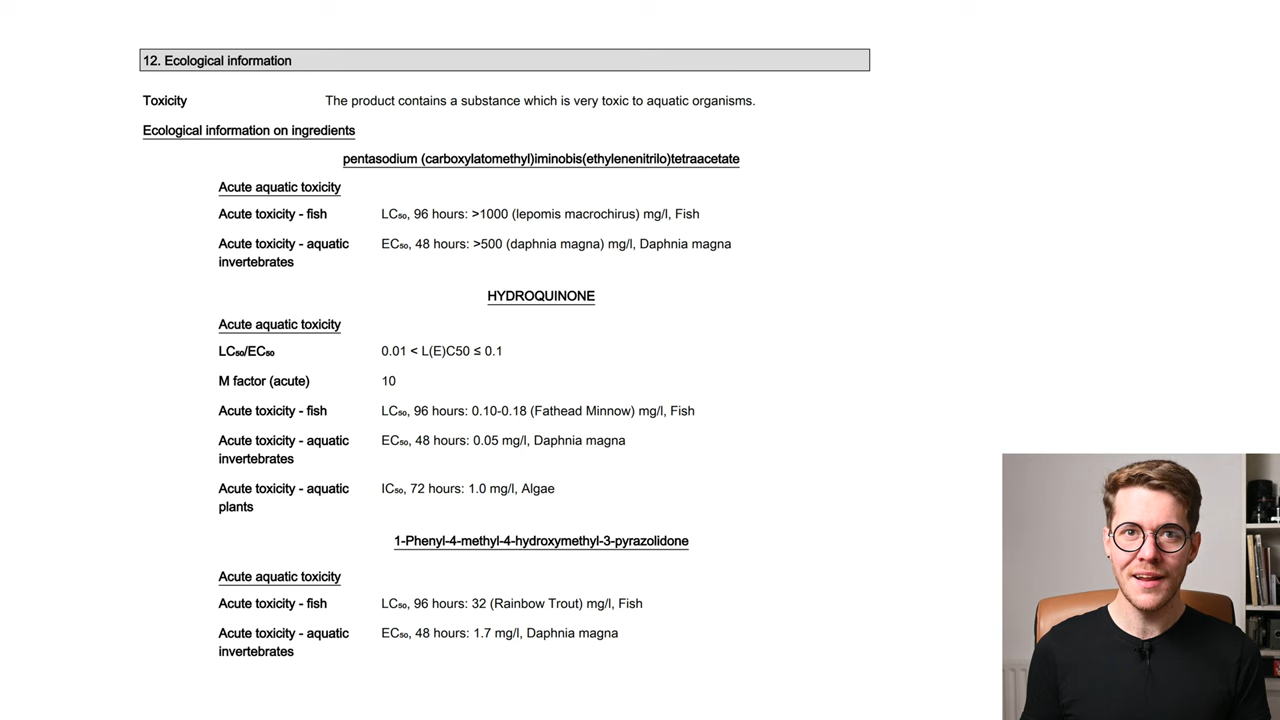 12. Ecological information
Toxicity The product contains a substance which is very toxic to aquatic organisms.
Ecological information on ingredients
pentasodium (carboxylatomethyl)iminobis(ethylenenitrilo)tetraacetate
Acute aquatic toxicity
Acute toxicity - fish LC₅₀, 96 hours: >1000 (lepomis macrochirus) mg/l, Fish
Acute toxicity - aquatic EC₅₀, 48 hours: >500 (daphnia magna) mg/l, Daphnia magna
invertebrates
HYDROQUINONE
Acute aquatic toxicity
LC₅₀/EC₅₀ 0.01 < L(E)C50 ≤ 0.1
M factor (acute) 10
Acute toxicity - fish LC₅₀, 96 hours: 0.10-0.18 (Fathead Minnow) mg/l, Fish
Acute toxicity - aquatic EC₅₀, 48 hours: 0.05 mg/l, Daphnia magna
invertebrates
Acute toxicity - aquatic IC₅₀, 72 hours: 1.0 mg/l, Algae
plants
1-Phenyl-4-methyl-4-hydroxymethyl-3-pyrazolidone
Acute aquatic toxicity
Acute toxicity - fish LC₅₀, 96 hours: 32 (Rainbow Trout) mg/l, Fish
Acute toxicity - aquatic EC₅₀, 48 hours: 1.7 mg/l, Daphnia magna
invertebrates